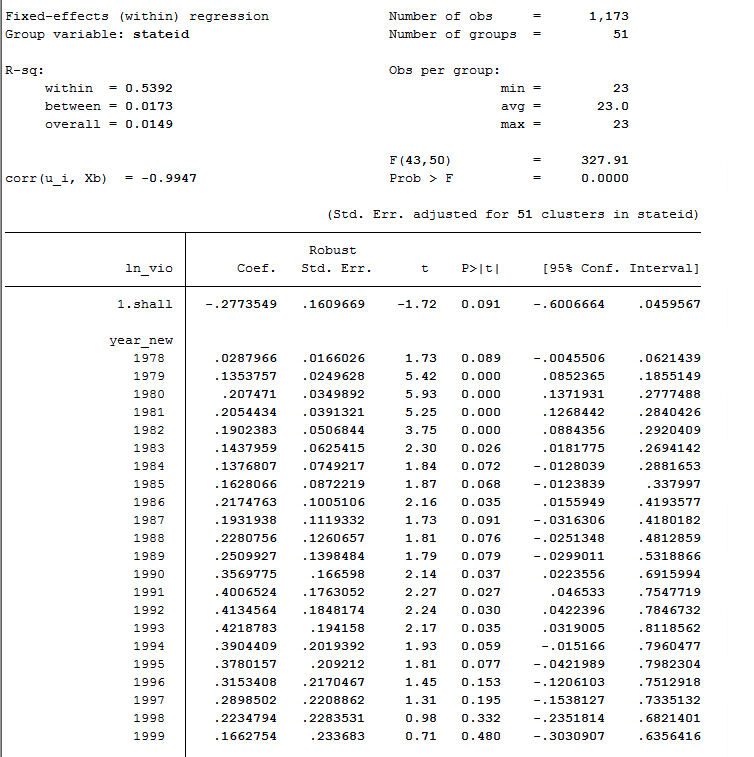 Fixed-effects (within) regression Number of obs = 1,173
Group variable: stateid Number of groups = 51
R-sq: Obs per group:
within = 0.5392 min = 23
between = 0.0173 avg = 23.0
overall = 0.0149 max = 23
F(43,50) = 327.91
corr(u_i, Xb) = -0.9947 Prob > F = 0.0000
(Std. Err. adjusted for 51 clusters in stateid)
Robust
ln_vio Coef. Std. Err. t P>|t| [95% Conf. Interval]
1.shall -.2773549 .1609669 -1.72 0.091 -.6006664 .0459567
year_new
1978 .0287966 .0166026 1.73 0.089 -.0045506 .0621439
1979 .1353757 .0249628 5.42 0.000 .0852365 .1855149
1980 .207471 .0349892 5.93 0.000 .1371931 .2777488
1981 .2054434 .0391321 5.25 0.000 .1268442 .2840426
1982 .1902383 .0506844 3.75 0.000 .0884356 .2920409
1983 .1437959 .0625415 2.30 0.026 .0181775 .2694142
1984 .1376807 .0749217 1.84 0.072 -.0128039 .2881653
1985 .1628066 .0872219 1.87 0.068 -.0123839 .337997
1986 .2174763 .1005106 2.16 0.035 .0155949 .4193577
1987 .1931938 .1119332 1.73 0.091 -.0316306 .4180182
1988 .2280756 .1260657 1.81 0.076 -.0251348 .4812859
1989 .2509927 .1398484 1.79 0.079 -.0299011 .5318866
1990 .3569775 .166598 2.14 0.037 .0223556 .6915994
1991 .4006524 .1763052 2.27 0.027 .046533 .7547719
1992 .4134564 .1848174 2.24 0.030 .0422396 .7846732
1993 .4218783 .194158 2.17 0.035 .0319005 .8118562
1994 .3904409 .2019392 1.93 0.059 -.015166 .7960477
1995 .3780157 .209212 1.81 0.077 -.0421989 .7982304
1996 .3153408 .2170467 1.45 0.153 -.1206103 .7512918
1997 .2898502 .2208862 1.31 0.195 -.1538127 .7335132
1998 .2234794 .2283531 0.98 0.332 -.2351814 .6821401
1999 .1662754 .233683 0.71 0.480 -.3030907 .6356416